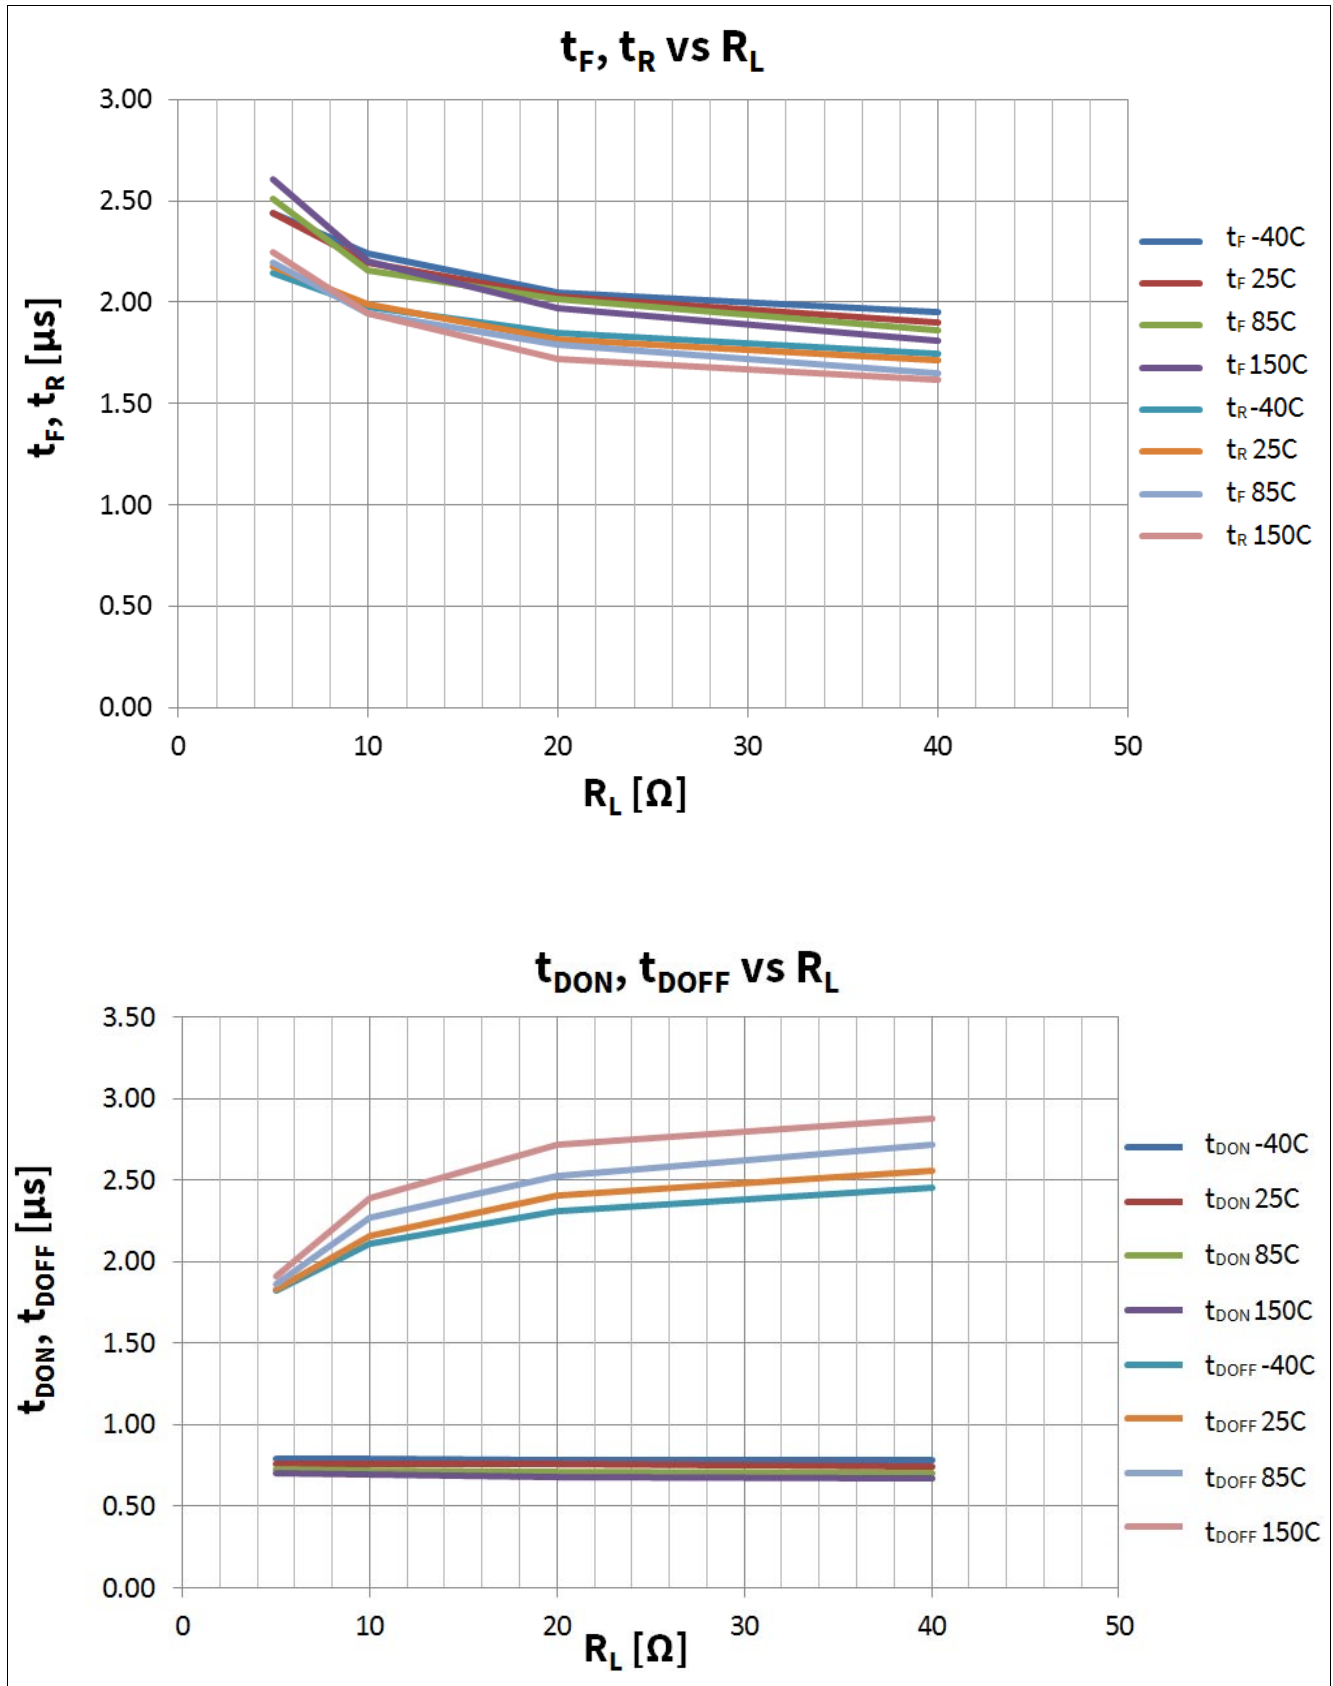 tF, tR vs RL
3.00
2.50
2.00
1.50
1.00
0.50
0.00
tF, tR [µs]
0 10 20 30 40 50
RL [Ω]
tF -40C
tF 25C
tF 85C
tF 150C
tR -40C
tR 25C
tF 85C
tR 150C
tDON, tDOFF vs RL
3.50
3.00
2.50
2.00
1.50
1.00
0.50
0.00
tDON, tDOFF [µs]
0 10 20 30 40 50
RL [Ω]
tDON -40C
tDON 25C
tDON 85C
tDON 150C
tDOFF -40C
tDOFF 25C
tDOFF 85C
tDOFF 150C